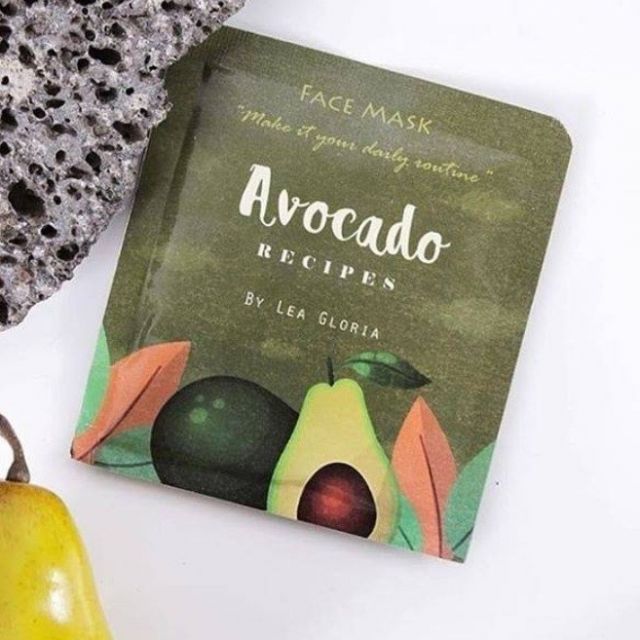 FACE MASK
"Make it your daily routine"
Avocado
RECIPES
BY LEA GLORIA